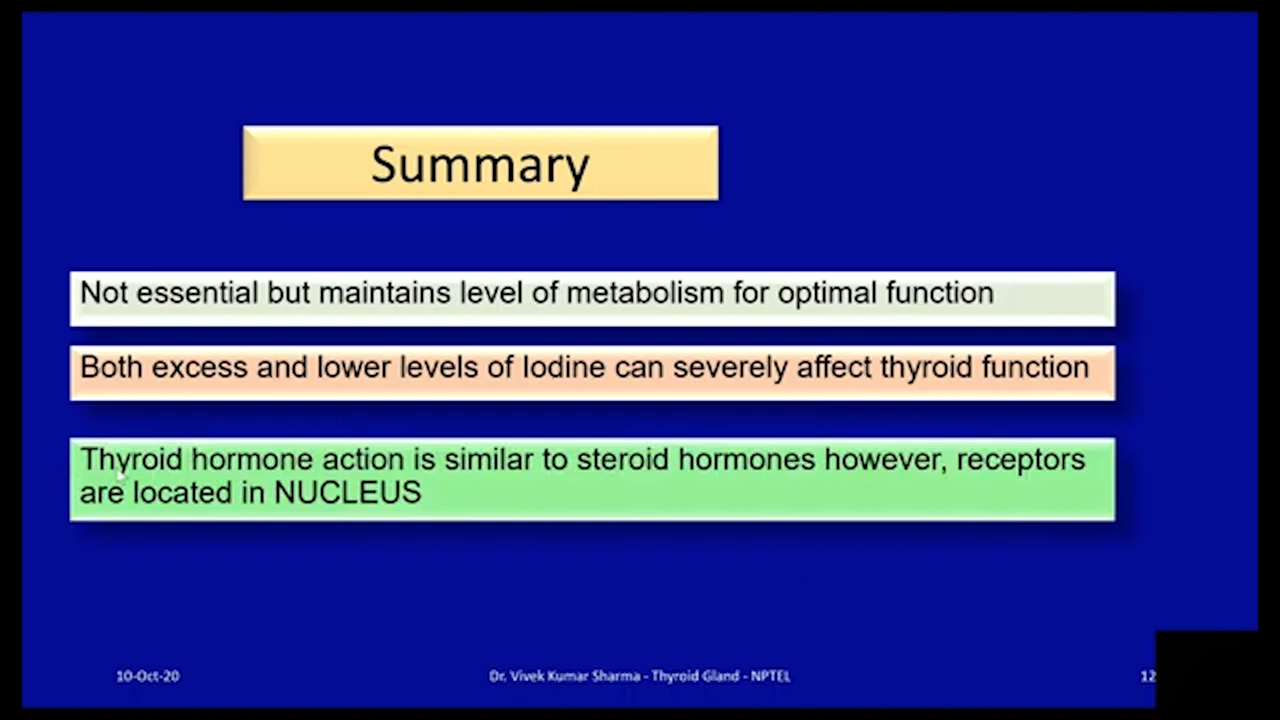 Summary
Not essential but maintains level of metabolism for optimal function
Both excess and lower levels of Iodine can severely affect thyroid function
Thyroid hormone action is similar to steroid hormones however, receptors
are located in NUCLEUS
10-Oct-20
Dr. Vivek Kumar Sharma - Thyroid Gland - NPTEL
12